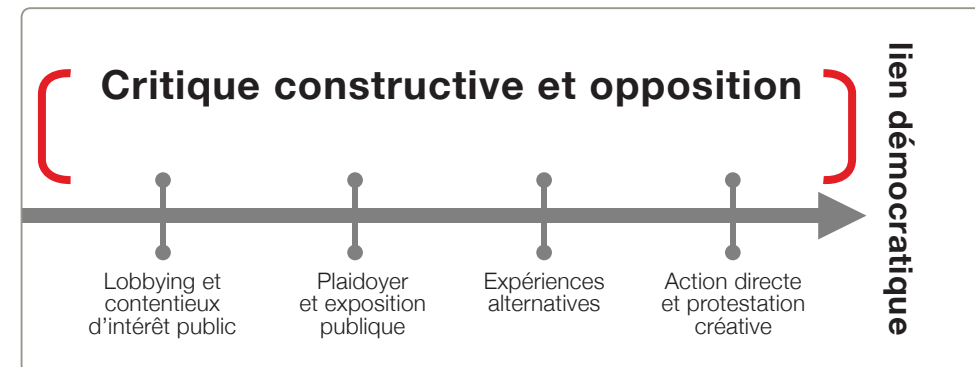 Critique constructive et opposition
Lobbying et
contentieux
d'intérêt public
Plaidoyer
et exposition
publique
Expériences
alternatives
Action directe
et protestation
créative
lien démocratique